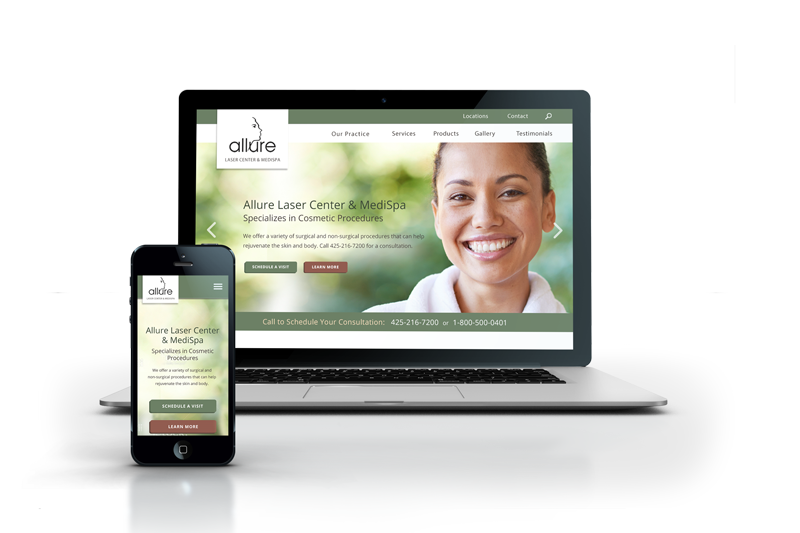 Locations Contact
allure
LASER CENTER & MEDISPA
Our Practice Services Products Gallery Testimonials
Allure Laser Center & MediSpa
Specializes in Cosmetic Procedures
We offer a variety of surgical and non-surgical procedures that can help
rejuvenate the skin and body. Call 425-216-7200 for a consultation.
SCHEDULE A VISIT LEARN MORE
Call to Schedule Your Consultation: 425-216-7200 or 1-800-500-0401
allure
LASER CENTER & MEDISPA
Allure Laser Center
& MediSpa
Specializes in Cosmetic
Procedures
We offer a variety of surgical and
non-surgical procedures that can help
rejuvenate the skin and body.
SCHEDULE A VISIT
LEARN MORE